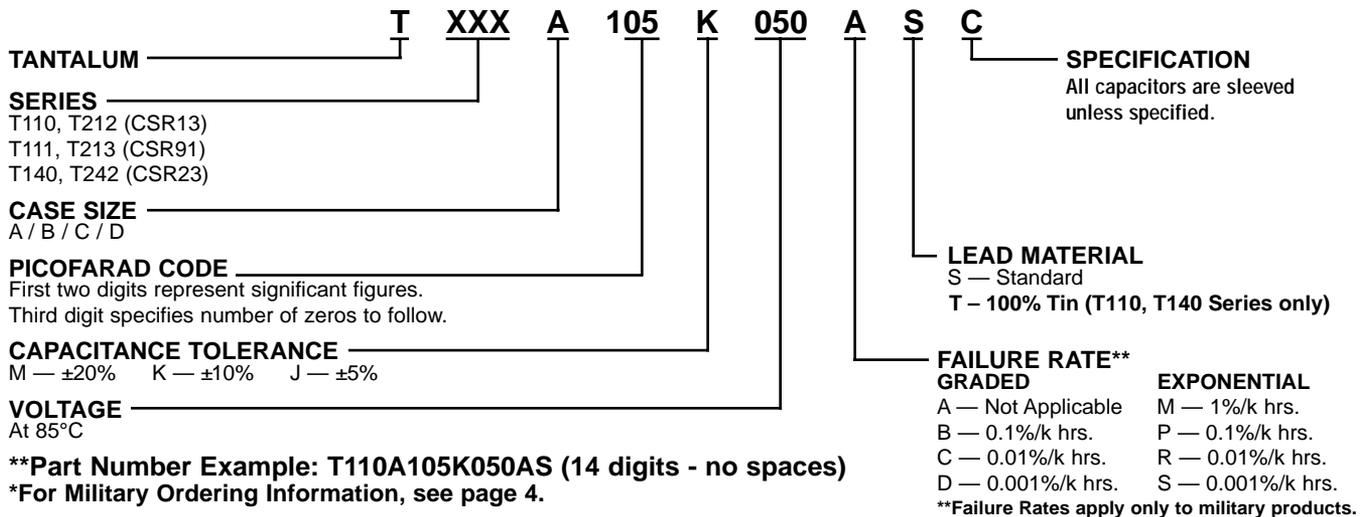 T XXX A 105 K 050 A S C
TANTALUM
SERIES
T110, T212 (CSR13)
T111, T213 (CSR91)
T140, T242 (CSR23)
CASE SIZE
A / B / C / D
PICOFARAD CODE
First two digits represent significant figures.
Third digit specifies number of zeros to follow.
CAPACITANCE TOLERANCE
M — ±20% K — ±10% J — ±5%
VOLTAGE
At 85°C
**Part Number Example: T110A105K050AS (14 digits - no spaces)
*For Military Ordering Information, see page 4.
SPECIFICATION
All capacitors are sleeved
unless specified.
LEAD MATERIAL
S — Standard
T – 100% Tin (T110, T140 Series only)
FAILURE RATE**
GRADED EXPONENTIAL
A — Not Applicable M — 1%/k hrs.
B — 0.1%/k hrs. P — 0.1%/k hrs.
C — 0.01%/k hrs. R — 0.01%/k hrs.
D — 0.001%/k hrs. S — 0.001%/k hrs.
**Failure Rates apply only to military products.